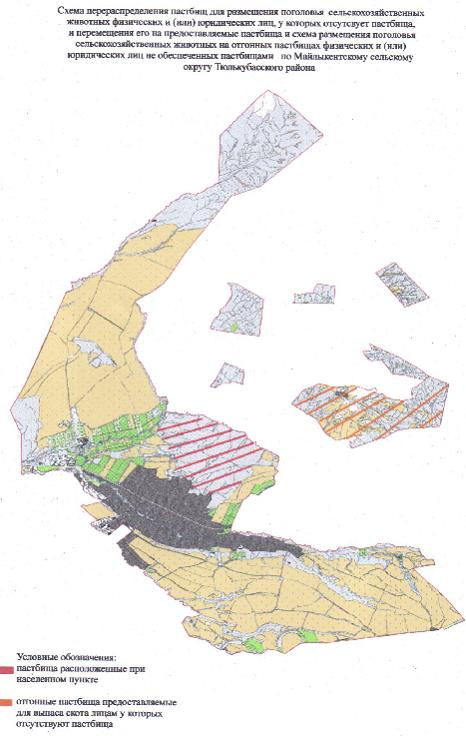 Схема перераспределения пастбищ для размещения поголовья сельскохозяйственных
животных физических и (или) юридических лиц, у которых отсутствует пастбища,
и перемещения его на предоставляемые пастбища и схема размещения поголовья
сельскохозяйственных животных на отгонных пастбищах физических и (или)
юридических лиц не обеспеченных пастбищами по Майлыкентскому сельскому
округу Тюлькубасского района
Условные обозначения:
пастбища расположенные при
населенном пункте
отгонные пастбища предоставляемые
для выпаса скота лицам у которых
отсутствуют пастбища